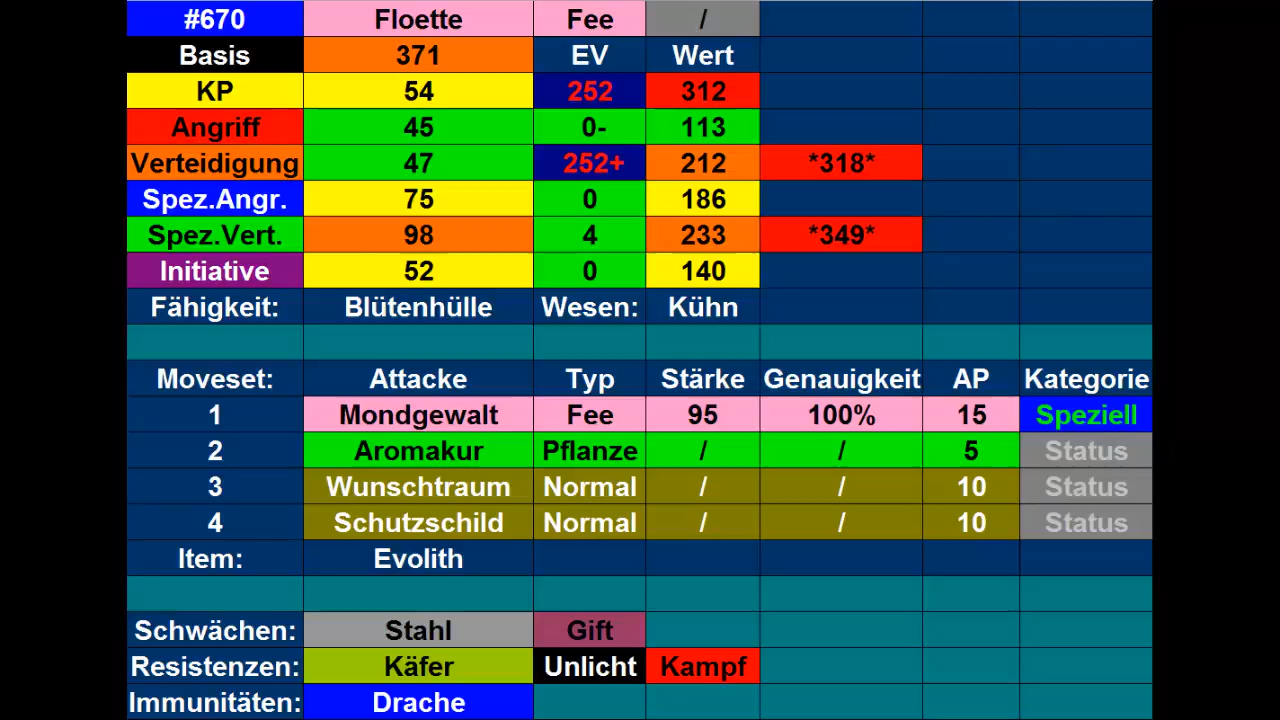 #670 Floette Fee /
Basis 371 EV Wert
KP 54 252 312
Angriff 45 0- 113
Verteidigung 47 252+ 212 *318*
Spez.Angr. 75 0 186
Spez.Vert. 98 4 233 *349*
Initiative 52 0 140
Fähigkeit: Blütenhülle Wesen: Kühn
Moveset: Attacke Typ Stärke Genauigkeit AP Kategorie
1 Mondgewalt Fee 95 100% 15 Speziell
2 Aromakur Pflanze / / 5 Status
3 Wunschtraum Normal / / 10 Status
4 Schutzschild Normal / / 10 Status
Item: Evolith
Schwächen: Stahl Gift
Resistenzen: Käfer Unlicht Kampf
Immunitäten: Drache